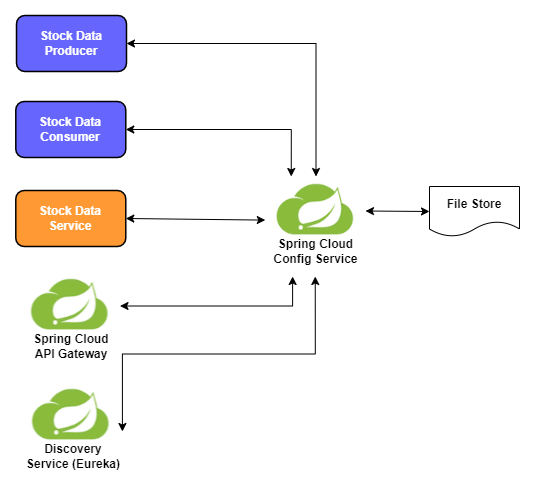 Stock Data
Producer
Stock Data
Consumer
Stock Data
Service
Spring Cloud
Config Service
File Store
Spring Cloud
API Gateway
Discovery
Service (Eureka)